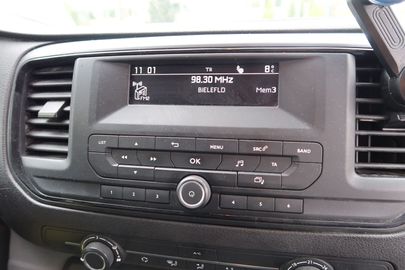 11 01 TA 8°C
98.30 MHz
BIELEFLD Mem3
FM2
LIST MENU SRC BAND
OK TA
1 2 3 4 5 6